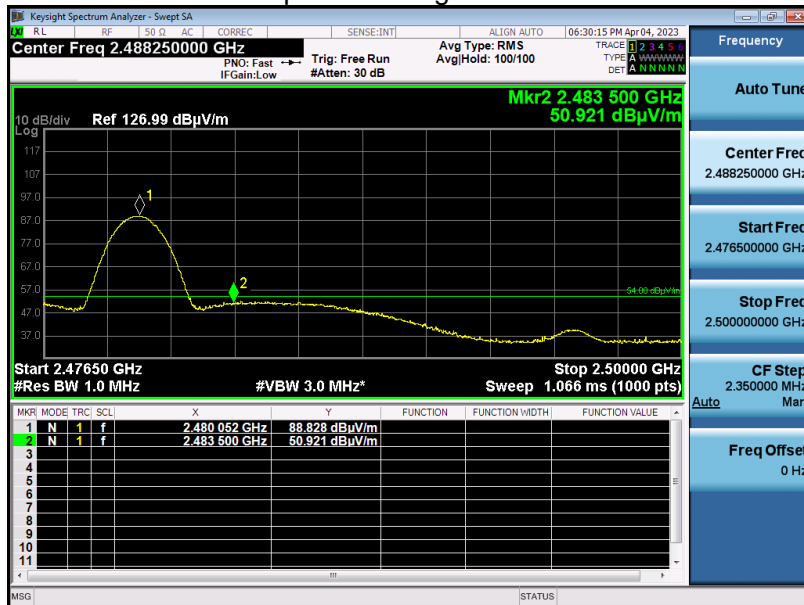 Keysight Spectrum Analyzer - Swept SA
LXI RL RF 50 Ω AC CORREC SENSE:INT ALIGN AUTO 06:30:15 PM Apr 04, 2023
Center Freq 2.488250000 GHz
PNO: Fast
IFGain:Low
Trig: Free Run
#Atten: 30 dB
Avg Type: RMS
Avg|Hold: 100/100
TRACE 1 2 3 4 5 6
TYPE A WWWWW
DET A N N N N N
Frequency
Auto Tune
Center Freq
2.488250000 GHz
Start Freq
2.476500000 GHz
Stop Freq
2.500000000 GHz
CF Step
2.350000 MHz
Auto Man
Freq Offset
0 Hz
Mkr2 2.483 500 GHz
50.921 dBµV/m
10 dB/div Ref 126.99 dBµV/m
Log
117
107
97.0
87.0
77.0
67.0
57.0
47.0
37.0
1
2
54.00 dBµV/m
Start 2.47650 GHz Stop 2.50000 GHz
#Res BW 1.0 MHz #VBW 3.0 MHz* Sweep 1.066 ms (1000 pts)
MKR MODE TRC SCL X Y FUNCTION FUNCTION WIDTH FUNCTION VALUE
1 N 1 f 2.480 052 GHz 88.828 dBµV/m
2 N 1 f 2.483 500 GHz 50.921 dBµV/m
3
4
5
6
7
8
9
10
11
MSG STATUS